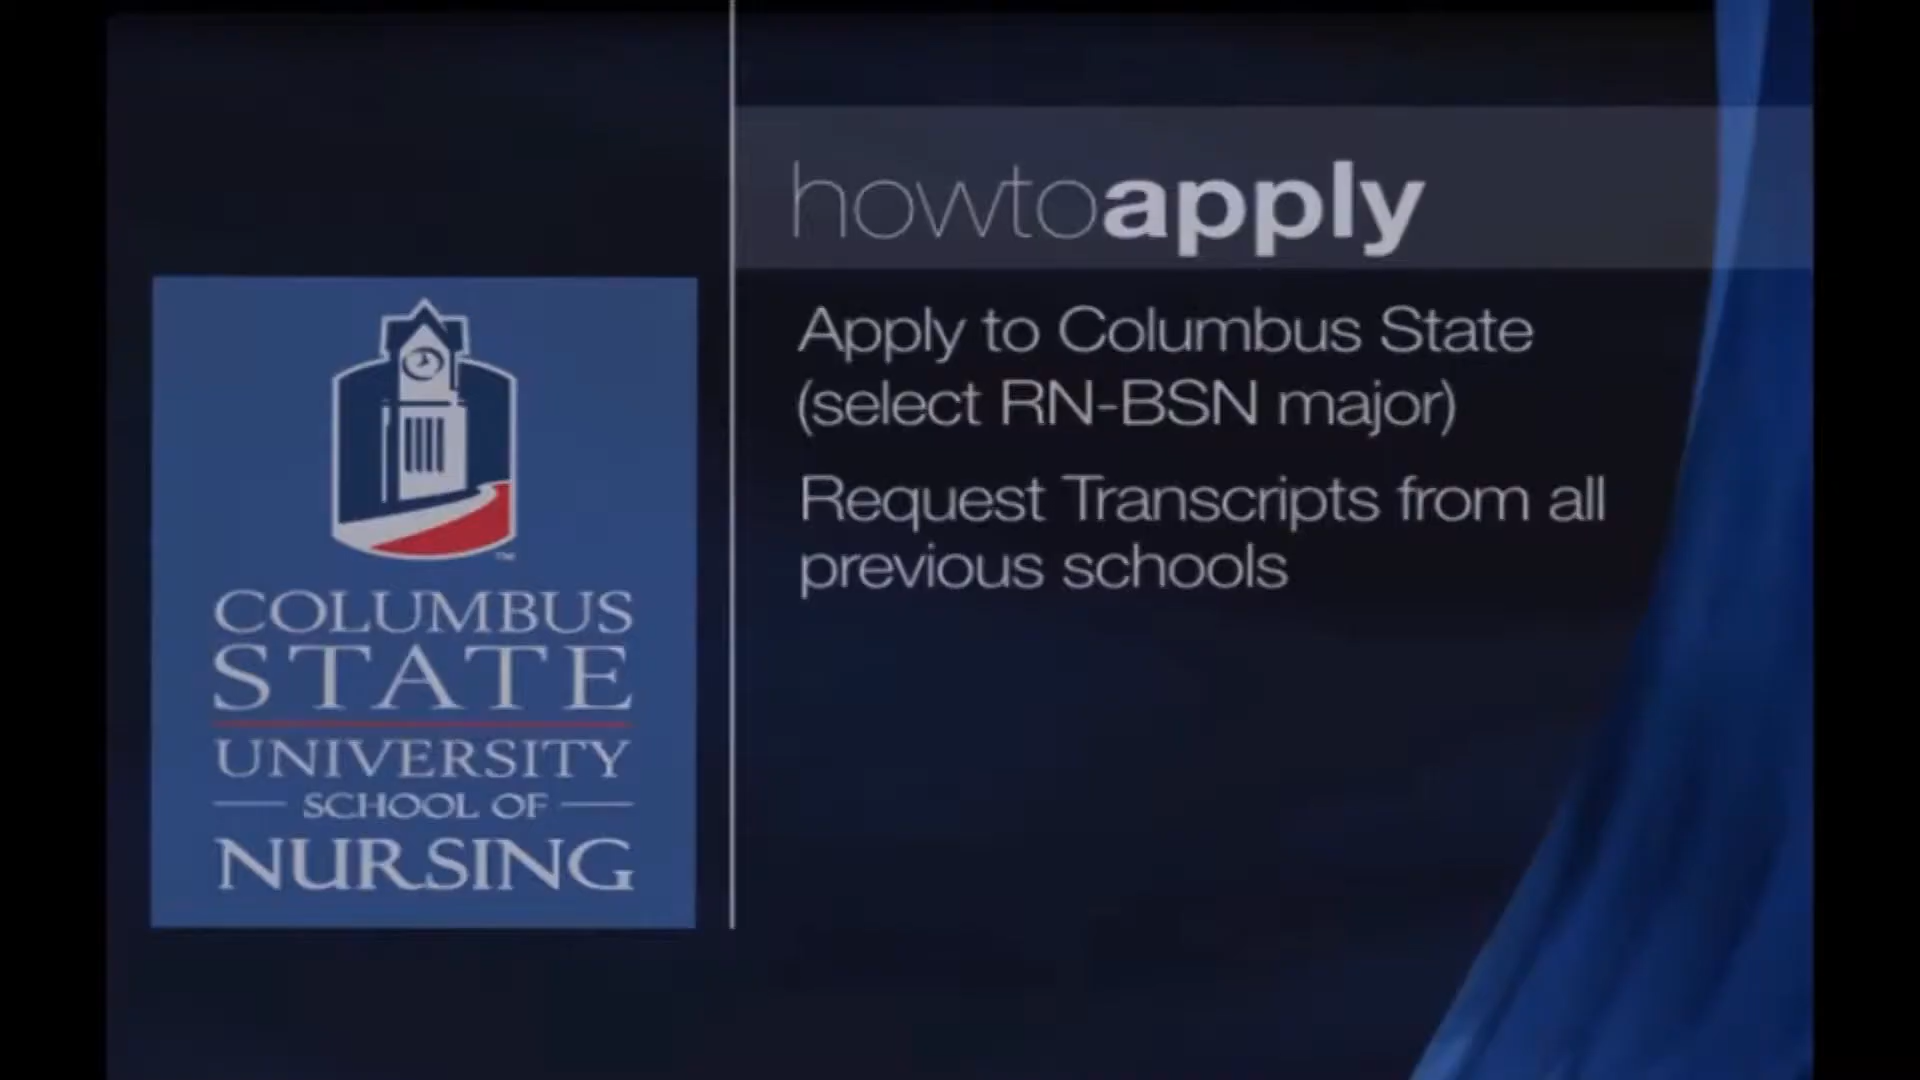 howtoapply
Apply to Columbus State
(select RN-BSN major)
Request Transcripts from all
previous schools
COLUMBUS
STATE
UNIVERSITY
SCHOOL OF
NURSING
TM